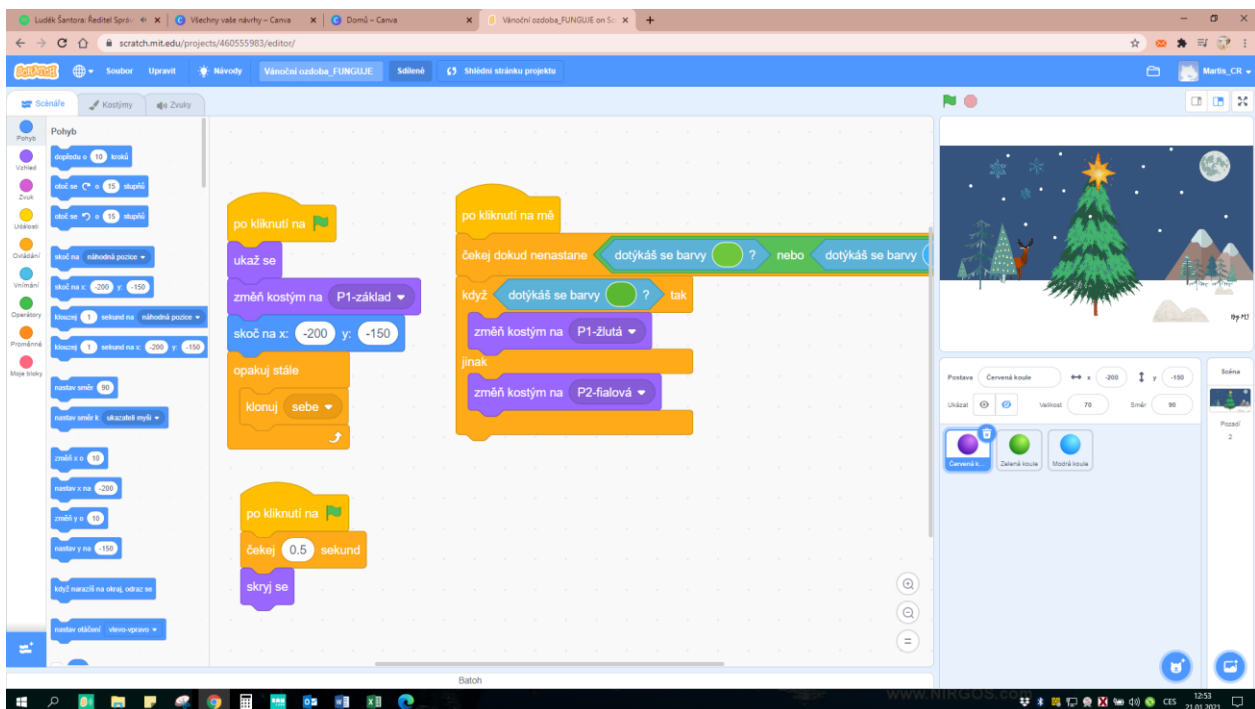 Luděk Šantora: Ředitel Správ
Všechny vaše návrhy – Canva
Domů – Canva
Vánoční ozdoba_FUNGUJE on Sc
scratch.mit.edu/projects/460555983/editor/
SCRATCH
Soubor
Upravit
Návody
Vánoční ozdoba_FUNGUJE
Sdíleně
Shlédni stránku projektu
Martis_CR
Scénáře
Kostýmy
Zvuky
Pohyb
Vzhled
Zvuk
Události
Ovládání
Vnímání
Operátory
Proměnné
Moje bloky
Pohyb
dopředu o 10 kroků
otoč se o 15 stupňů
otoč se o 15 stupňů
skoč na náhodná pozice
skoč na x: -200 y: -150
klouzej 1 sekund na náhodná pozice
klouzej 1 sekund na x: -200 y: -150
nastav směr 90
nastav směr k ukazateli myši
změň x o 10
nastav x na -200
změň y o 10
nastav y na -150
když narazíš na okraj, odraz se
nastav otáčení vlevo-vpravo
po kliknutí na
ukaž se
změň kostým na P1-základ
skoč na x: -200 y: -150
opakuj stále
klonuj sebe
po kliknutí na
čekej 0.5 sekund
skryj se
po kliknutí na mě
čekej dokud nenastane dotýkáš se barvy ? nebo dotýkáš se barvy
když dotýkáš se barvy ? tak
změň kostým na P1-žlutá
jinak
změň kostým na P2-fialová
By MJ
Postava Červená koule x -200 y -150
Ukázat Velikost 70 Směr 90
Červená k...
Zelená koule
Modrá koule
Scéna
Pozadí
2
Batoh
WWW.NIRGOS.COM
CES
12:53
21.01.2021